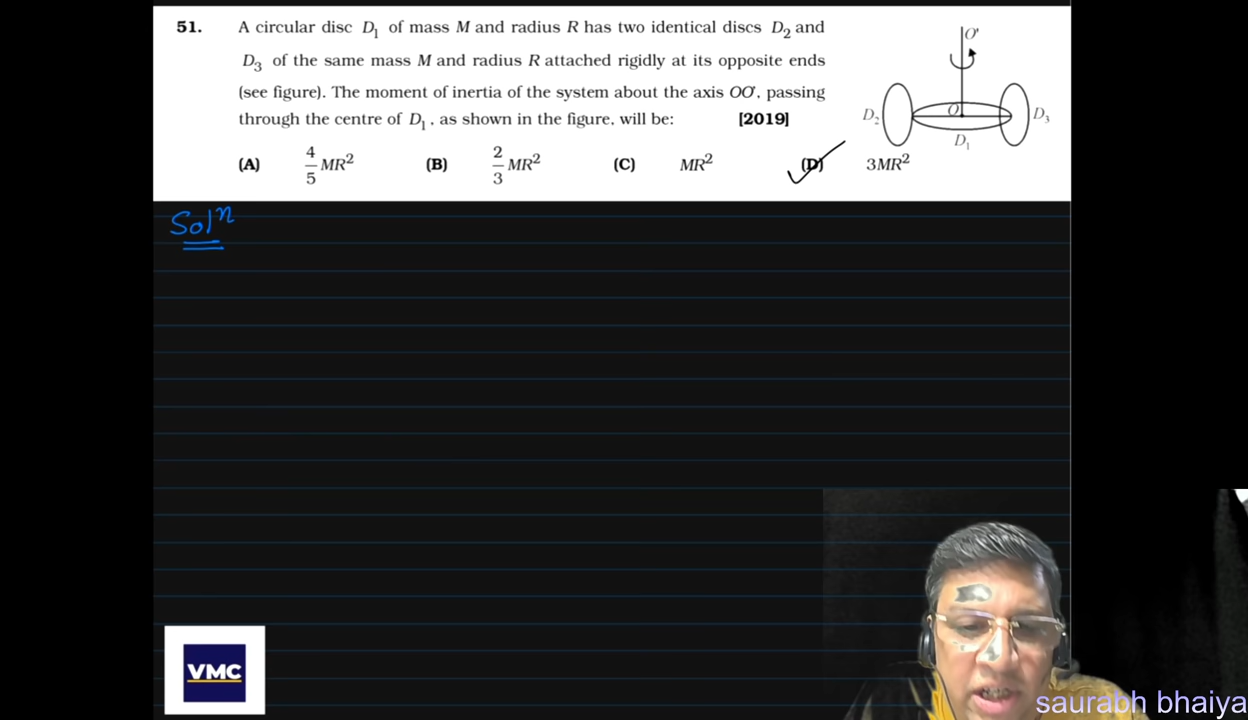 51. A circular disc D₁ of mass M and radius R has two identical discs D₂ and
D₃ of the same mass M and radius R attached rigidly at its opposite ends
(see figure). The moment of inertia of the system about the axis OO', passing
through the centre of D₁, as shown in the figure, will be: [2019]
(A) 4/5 MR² (B) 2/3 MR² (C) MR² (D) 3MR²
O'
D₂ O D₃
D₁
Solⁿ
VMC
saurabh bhaiya